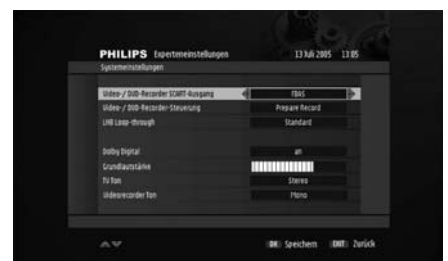 PHILIPS Experteneinstellungen 13 Juli 2005 13:05
Systemeinstellungen
Video-/ DVD-Recorder SCART-Ausgang FBAS
Video-/ DVD-Recorder-Steuerung Prepare Record
LNB Loop-through Standard
Dolby Digital an
Grundlautstärke
TV Ton Stereo
Videorecorder Ton Mono
OK Speichern EXIT Zurück